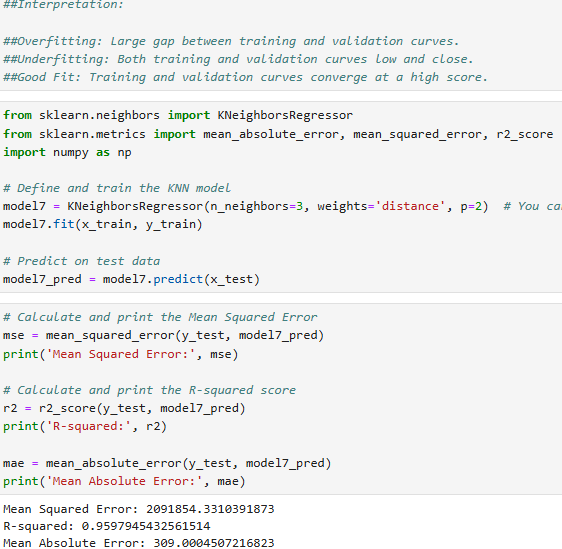 ##Interpretation:
##Overfitting: Large gap between training and validation curves.
##Underfitting: Both training and validation curves low and close.
##Good Fit: Training and validation curves converge at a high score.
from sklearn.neighbors import KNeighborsRegressor
from sklearn.metrics import mean_absolute_error, mean_squared_error, r2_score
import numpy as np
# Define and train the KNN model
model7 = KNeighborsRegressor(n_neighbors=3, weights='distance', p=2)  # You
model7.fit(x_train, y_train)
# Predict on test data
model7_pred = model7.predict(x_test)
# Calculate and print the Mean Squared Error
mse = mean_squared_error(y_test, model7_pred)
print('Mean Squared Error:', mse)
# Calculate and print the R-squared score
r2 = r2_score(y_test, model7_pred)
print('R-squared:', r2)
mae = mean_absolute_error(y_test, model7_pred)
print('Mean Absolute Error:', mae)
Mean Squared Error: 2091854.3310391873
R-squared: 0.9597945432561514
Mean Absolute Error: 309.0004507216823